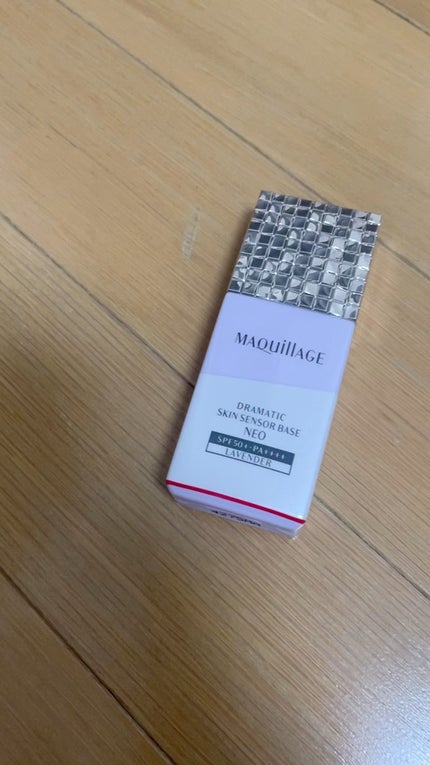 MAQuillAGE
DRAMATIC
SKIN SENSOR BASE
NEO
SPF50+・PA++++
LAVENDER